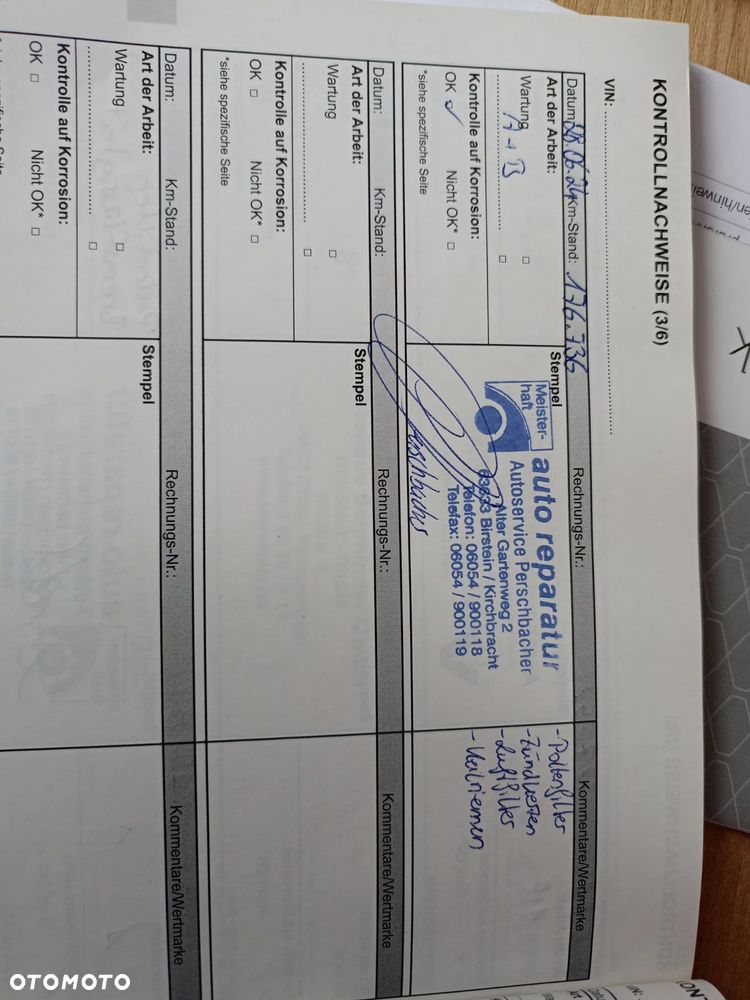 KONTROLLNACHWEISE (3/6)
VIN:
Datum: 28.06.24 Km-Stand: 176.736 Rechnungs-Nr.: Kommentare/Wertmarke
Art der Arbeit:
Wartung A + B
Kontrolle auf Korrosion:
OK ✓ Nicht OK* □
*siehe spezifische Seite
Stempel
Meister-
haft
auto reparatur
Autoservice Perschbacher
Alter Gartenweg 2
63633 Birstein / Kirchbracht
Telefon: 06054 / 900118
Telefax: 06054 / 900119
Perschbacher
- Pollenfilter
- Zündkerzen
- Luftfilter
- Keilriemen
Datum: Km-Stand: Rechnungs-Nr.: Kommentare/Wertmarke
Art der Arbeit:
Wartung □
Kontrolle auf Korrosion:
OK □ Nicht OK* □
*siehe spezifische Seite
Stempel
Datum: Km-Stand: Rechnungs-Nr.: Kommentare/Wertmarke
Art der Arbeit:
Wartung □
Kontrolle auf Korrosion:
OK □ Nicht OK* □
Stempel
OTOMOTO